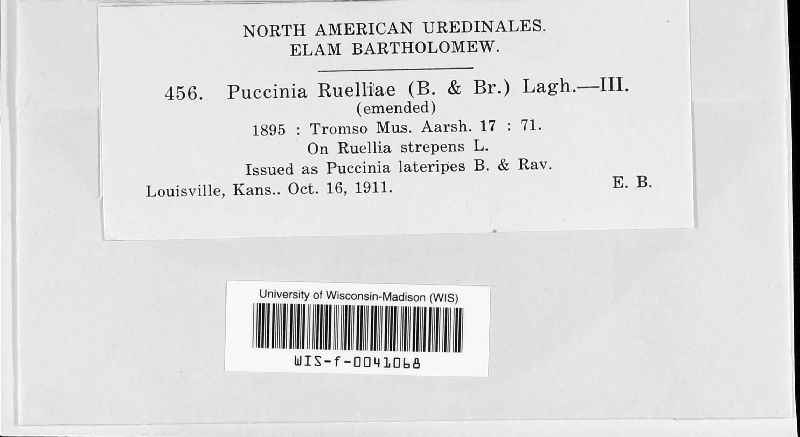 NORTH AMERICAN UREDINALES.
ELAM BARTHOLOMEW.
456. Puccinia Ruelliae (B. & Br.) Lagh.—III.
(emended)
1895 : Tromso Mus. Aarsh. 17 : 71.
On Ruellia strepens L.
Issued as Puccinia lateripes B. & Rav.
Louisville, Kans.. Oct. 16, 1911. E. B.
University of Wisconsin-Madison (WIS)
WIS-f-0041068